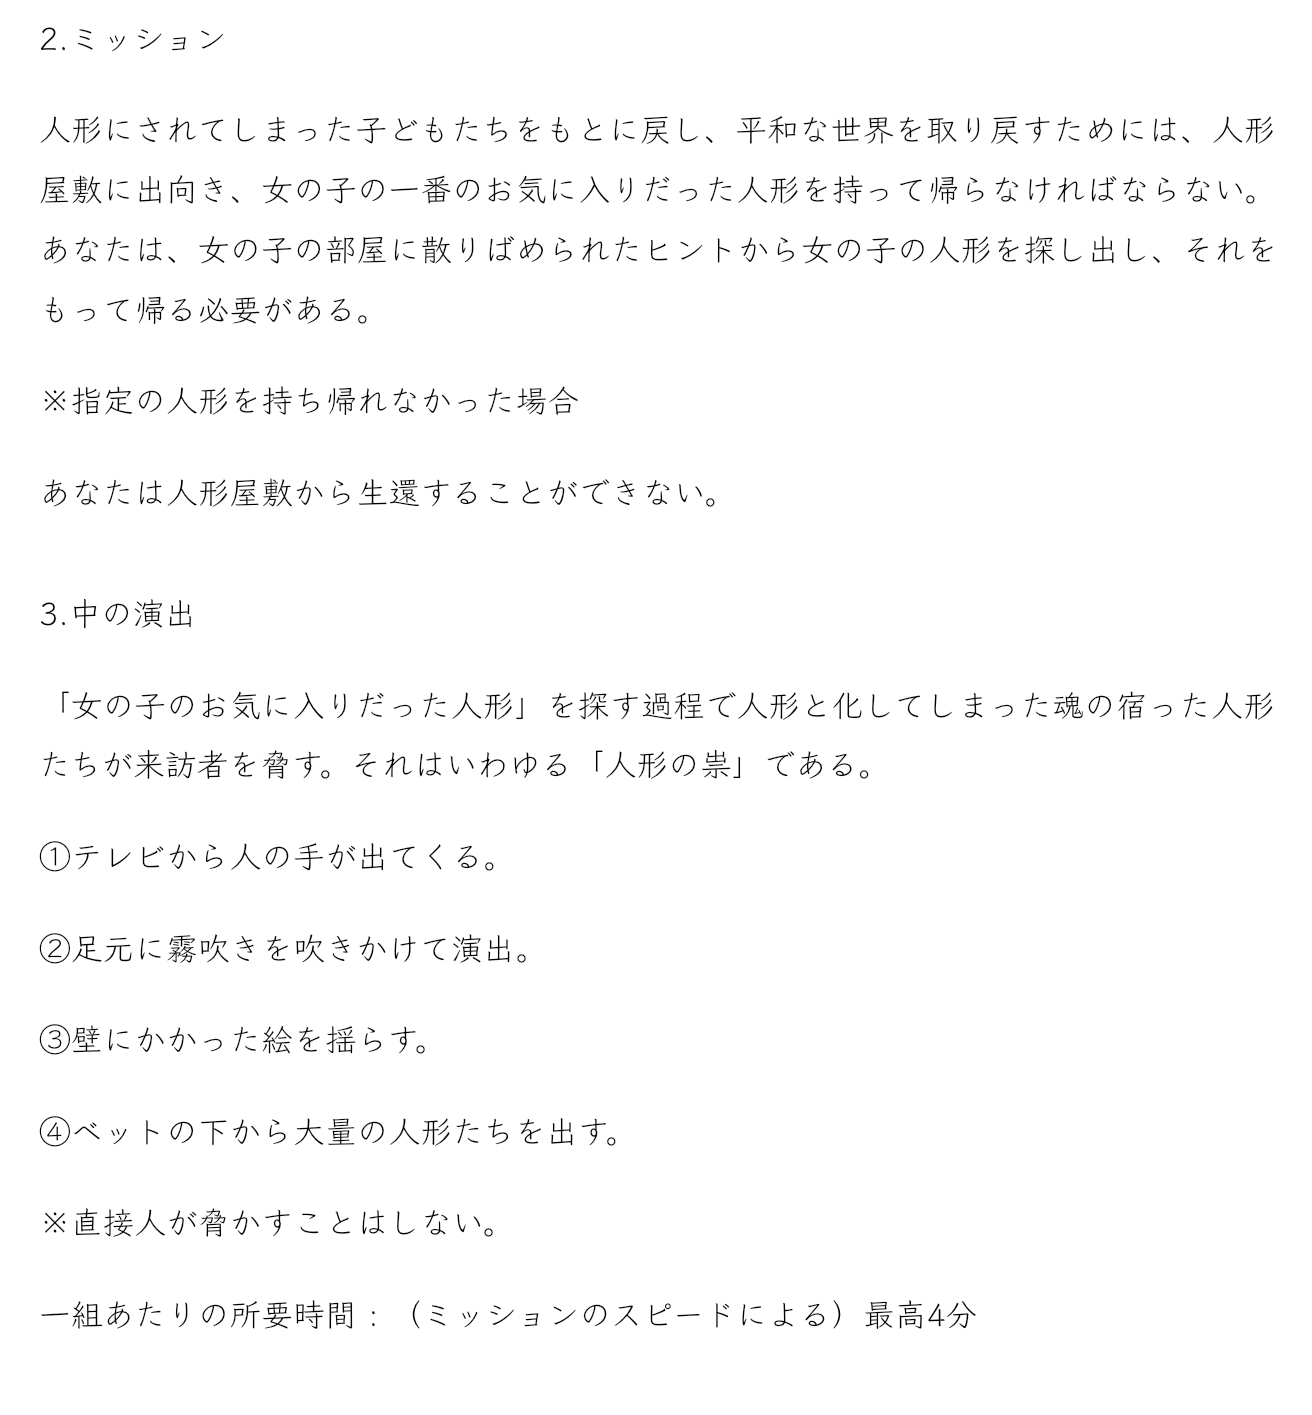 2.ミッション
人形にされてしまった子どもたちをもとに戻し、平和な世界を取り戻すためには、人形
屋敷に出向き、女の子の一番のお気に入りだった人形を持って帰らなければならない。
あなたは、女の子の部屋に散りばめられたヒントから女の子の人形を探し出し、それを
もって帰る必要がある。
※指定の人形を持ち帰れなかった場合
あなたは人形屋敷から生還することができない。
3.中の演出
「女の子のお気に入りだった人形」を探す過程で人形と化してしまった魂の宿った人形
たちが来訪者を脅す。それはいわゆる「人形の祟」である。
①テレビから人の手が出てくる。
②足元に霧吹きを吹きかけて演出。
③壁にかかった絵を揺らす。
④ベットの下から大量の人形たちを出す。
※直接人が脅かすことはしない。
一組あたりの所要時間：（ミッションのスピードによる）最高4分